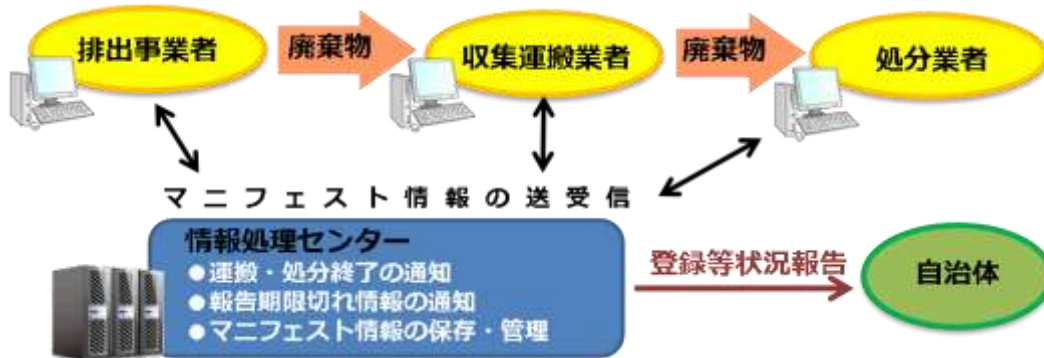 排出事業者
廃棄物
収集運搬業者
廃棄物
処分業者
マニフェスト情報の送受信
情報処理センター
●運搬・処分終了の通知
●報告期限切れ情報の通知
●マニフェスト情報の保存・管理
登録等状況報告
自治体